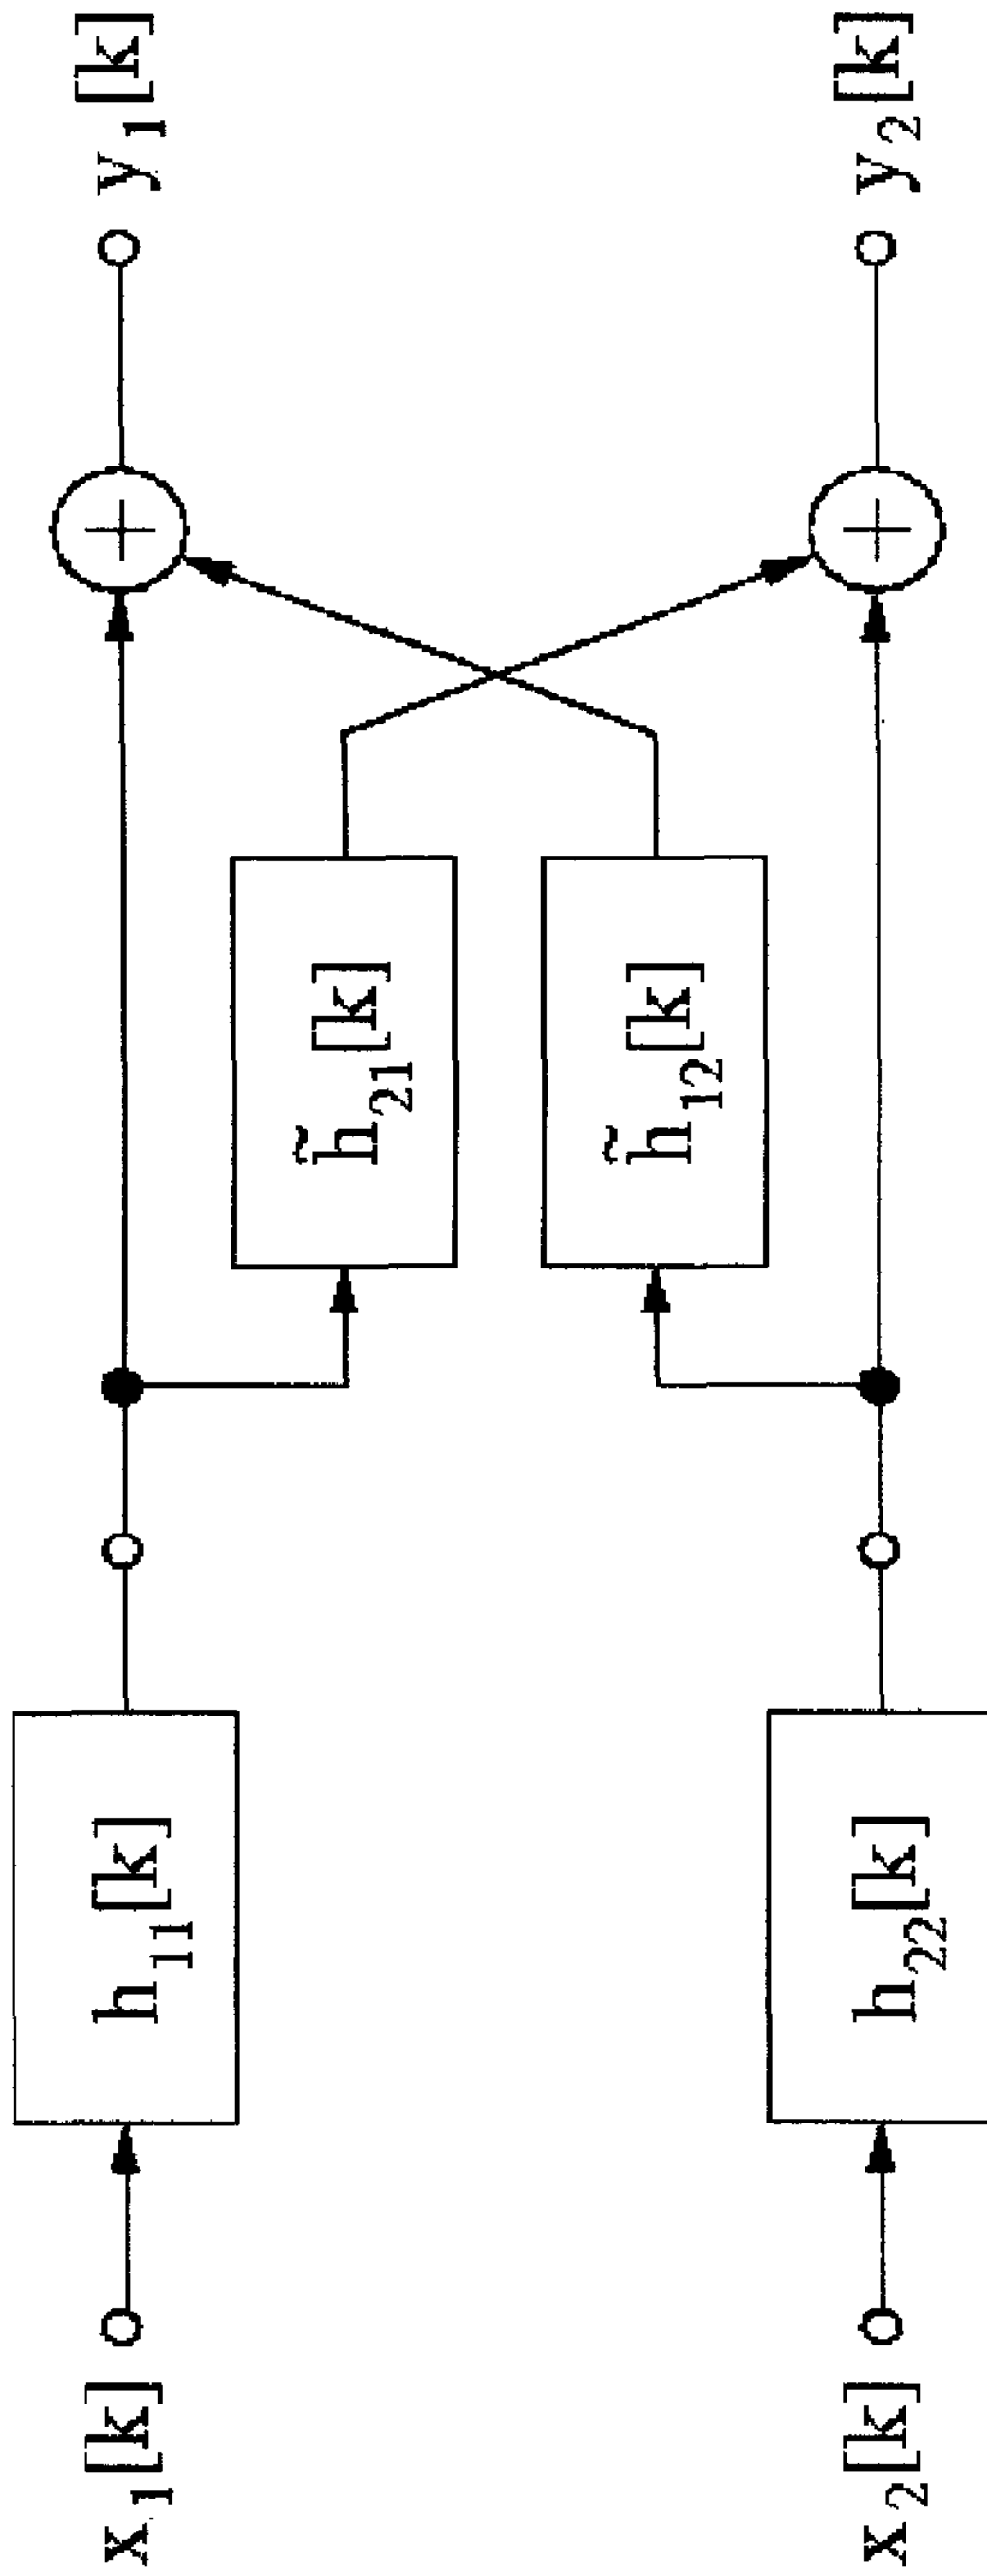 x₁[k]
h₁₁[k]
h̃₂₁[k]
+
y₁[k]
x₂[k]
h₂₂[k]
h̃₁₂[k]
+
y₂[k]